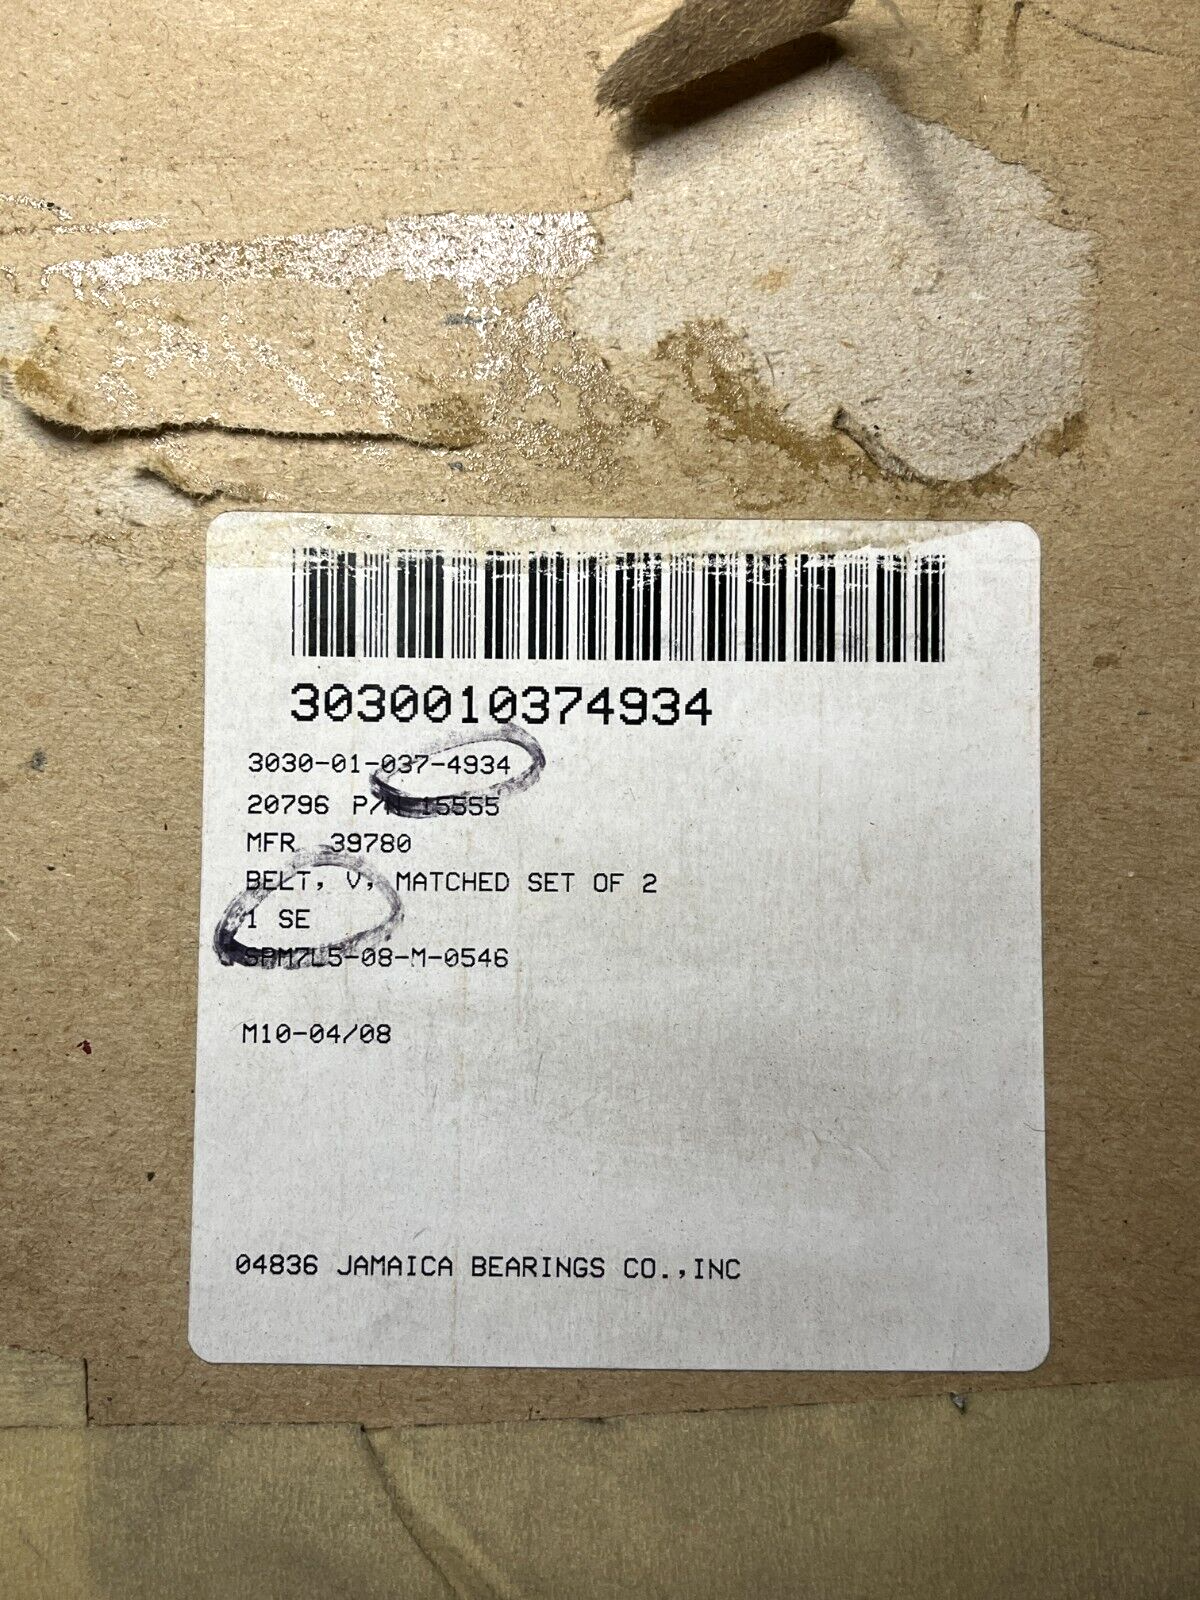 3030010374934
3030-01-037-4934
20796 P/N 15555
MFR 39780
BELT, V, MATCHED SET OF 2
1 SE
SPM7L5-08-M-0546
M10-04/08
04836 JAMAICA BEARINGS CO.,INC